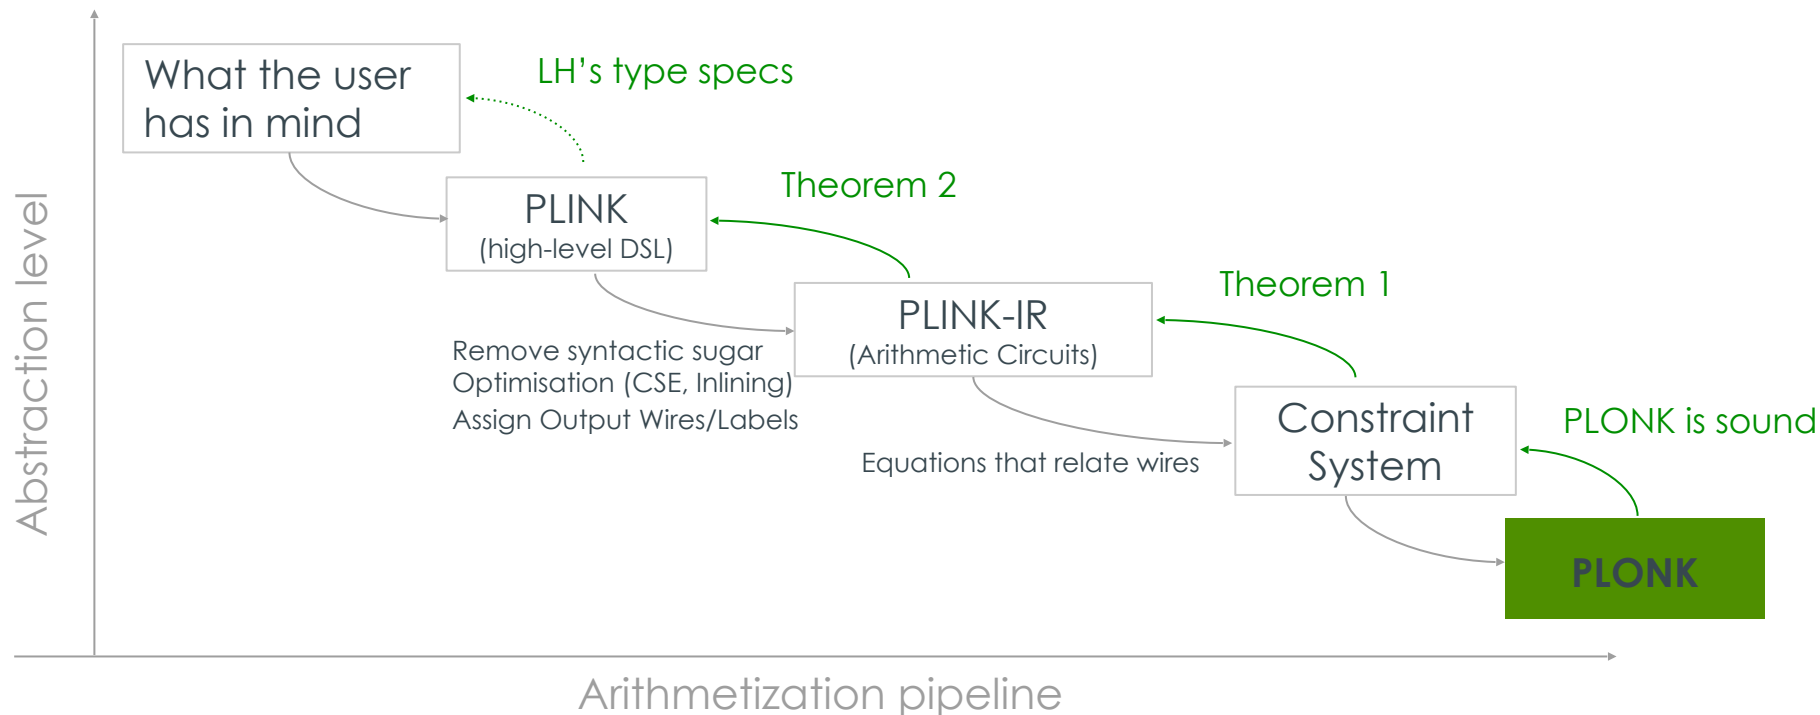 What the user
has in mind
LH's type specs
PLINK
(high-level DSL)
Theorem 2
Remove syntactic sugar
Optimisation (CSE, Inlining)
Assign Output Wires/Labels
PLINK-IR
(Arithmetic Circuits)
Theorem 1
Equations that relate wires
Constraint
System
PLONK is sound
PLONK
Abstraction level
Arithmetization pipeline